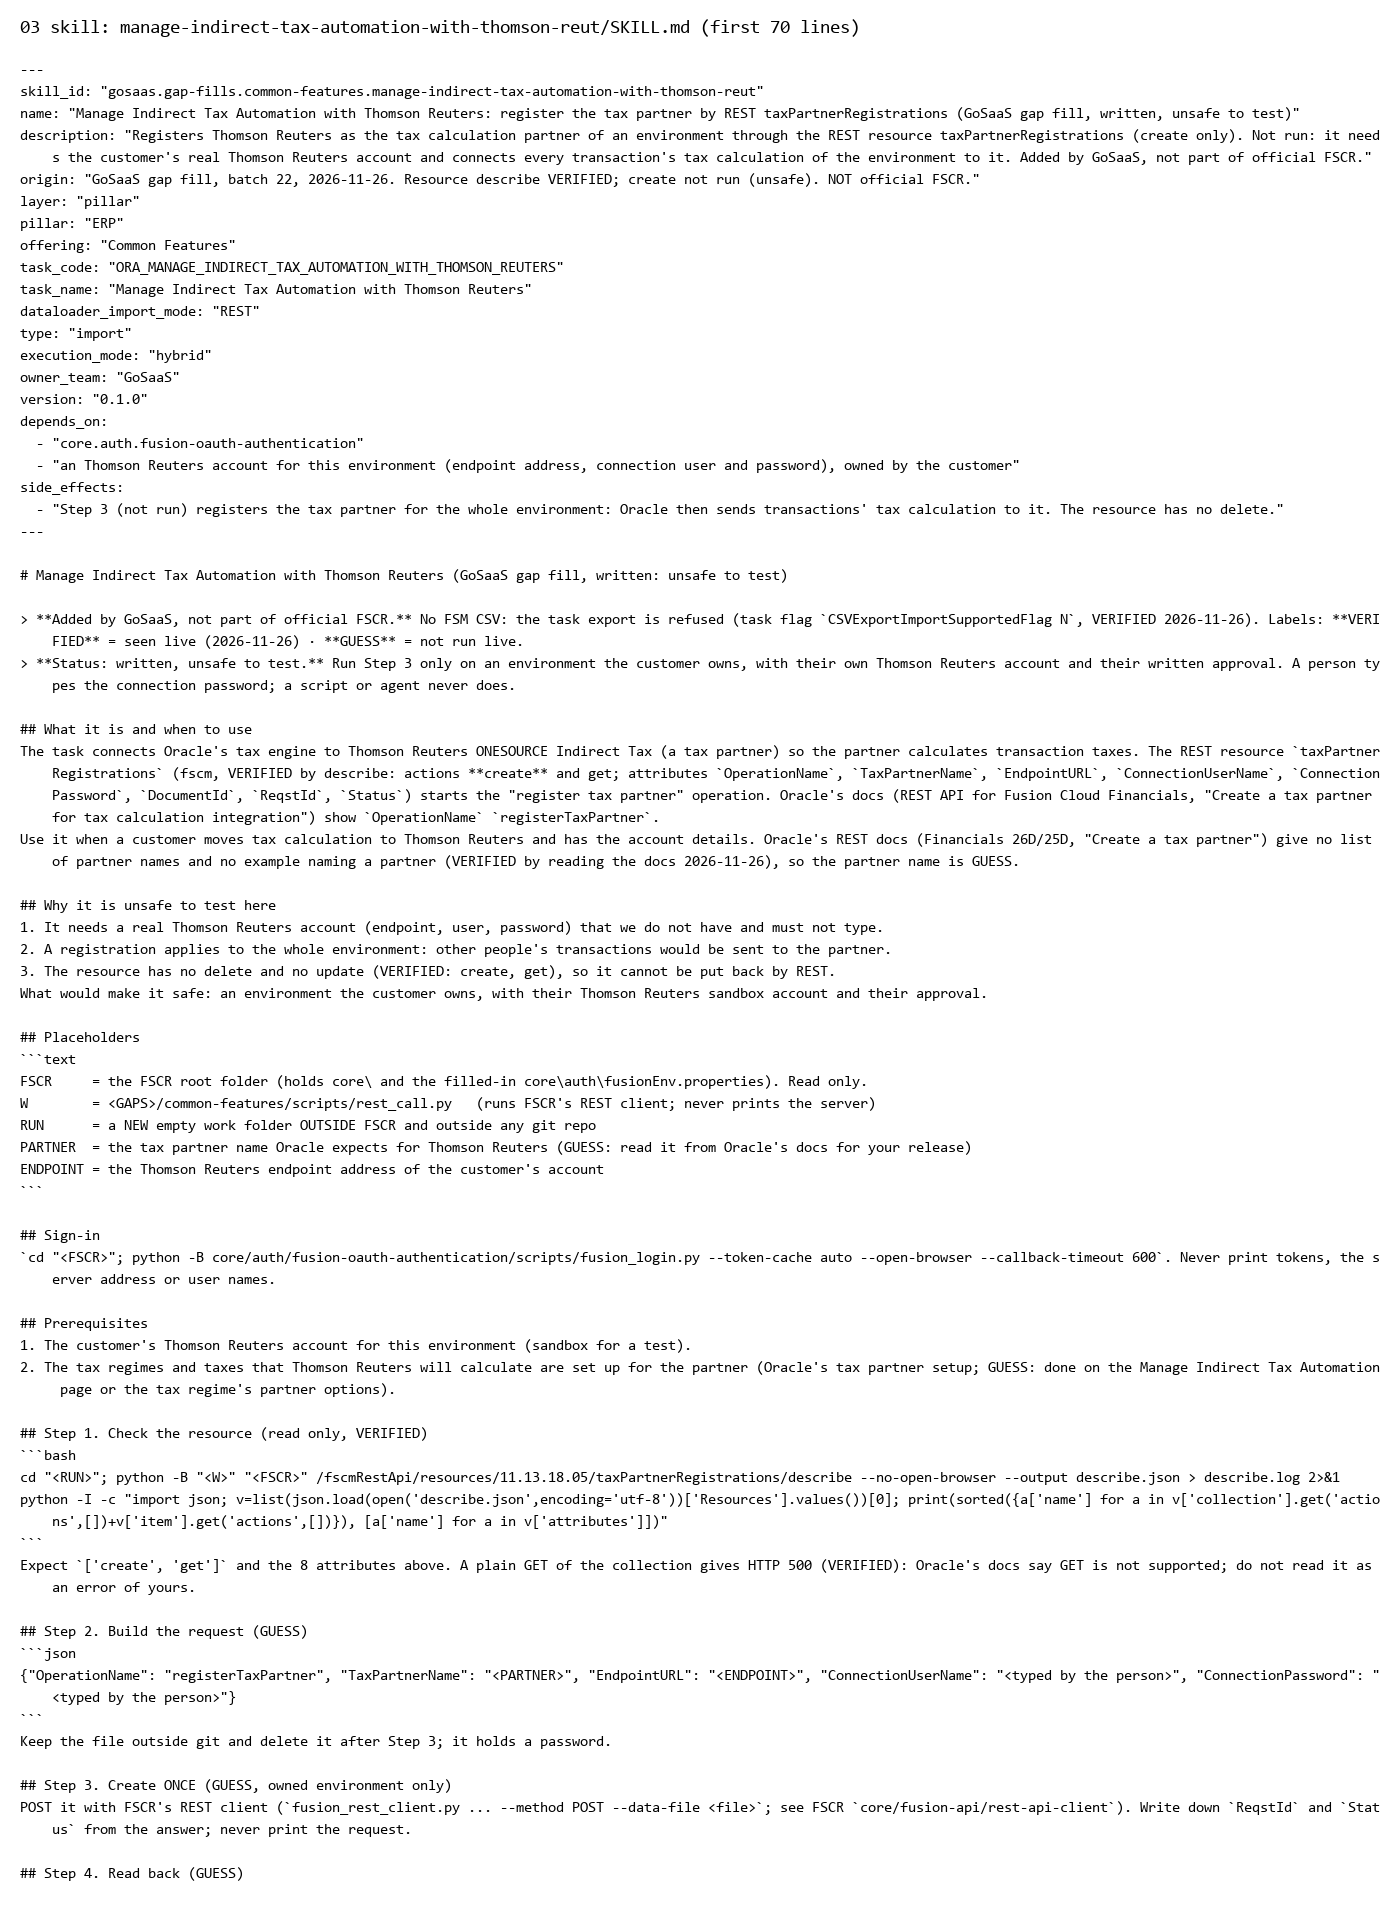 03 skill: manage-indirect-tax-automation-with-thomson-reut/SKILL.md (first 70 lines)
---
skill_id: "gosaas.gap-fills.common-features.manage-indirect-tax-automation-with-thomson-reut"
name: "Manage Indirect Tax Automation with Thomson Reuters: register the tax partner by REST taxPartnerRegistrations (GoSaaS gap fill, written, unsafe to test)"
description: "Registers Thomson Reuters as the tax calculation partner of an environment through the REST resource taxPartnerRegistrations (create only). Not run: it need
s the customer's real Thomson Reuters account and connects every transaction's tax calculation of the environment to it. Added by GoSaaS, not part of official FSCR."
origin: "GoSaaS gap fill, batch 22, 2026-11-26. Resource describe VERIFIED; create not run (unsafe). NOT official FSCR."
layer: "pillar"
pillar: "ERP"
offering: "Common Features"
task_code: "ORA_MANAGE_INDIRECT_TAX_AUTOMATION_WITH_THOMSON_REUTERS"
task_name: "Manage Indirect Tax Automation with Thomson Reuters"
dataloader_import_mode: "REST"
type: "import"
execution_mode: "hybrid"
owner_team: "GoSaaS"
version: "0.1.0"
depends_on:
  - "core.auth.fusion-oauth-authentication"
  - "an Thomson Reuters account for this environment (endpoint address, connection user and password), owned by the customer"
side_effects:
  - "Step 3 (not run) registers the tax partner for the whole environment: Oracle then sends transactions' tax calculation to it. The resource has no delete."
---
# Manage Indirect Tax Automation with Thomson Reuters (GoSaaS gap fill, written: unsafe to test)
> **Added by GoSaaS, not part of official FSCR.** No FSM CSV: the task export is refused (task flag `CSVExportImportSupportedFlag N`, VERIFIED 2026-11-26). Labels: **VERI
FIED** = seen live (2026-11-26) · **GUESS** = not run live.
> **Status: written, unsafe to test.** Run Step 3 only on an environment the customer owns, with their own Thomson Reuters account and their written approval. A person ty
pes the connection password; a script or agent never does.
## What it is and when to use
The task connects Oracle's tax engine to Thomson Reuters ONESOURCE Indirect Tax (a tax partner) so the partner calculates transaction taxes. The REST resource `taxPartner
Registrations` (fscm, VERIFIED by describe: actions **create** and get; attributes `OperationName`, `TaxPartnerName`, `EndpointURL`, `ConnectionUserName`, `Connection
Password`, `DocumentId`, `ReqstId`, `Status`) starts the "register tax partner" operation. Oracle's docs (REST API for Fusion Cloud Financials, "Create a tax partner
for tax calculation integration") show `OperationName` `registerTaxPartner`.
Use it when a customer moves tax calculation to Thomson Reuters and has the account details. Oracle's REST docs (Financials 26D/25D, "Create a tax partner") give no list
of partner names and no example naming a partner (VERIFIED by reading the docs 2026-11-26), so the partner name is GUESS.
## Why it is unsafe to test here
1. It needs a real Thomson Reuters account (endpoint, user, password) that we do not have and must not type.
2. A registration applies to the whole environment: other people's transactions would be sent to the partner.
3. The resource has no delete and no update (VERIFIED: create, get), so it cannot be put back by REST.
What would make it safe: an environment the customer owns, with their Thomson Reuters sandbox account and their approval.
## Placeholders
```text
FSCR     = the FSCR root folder (holds core\ and the filled-in core\auth\fusionEnv.properties). Read only.
W        = <GAPS>/common-features/scripts/rest_call.py   (runs FSCR's REST client; never prints the server)
RUN      = a NEW empty work folder OUTSIDE FSCR and outside any git repo
PARTNER  = the tax partner name Oracle expects for Thomson Reuters (GUESS: read it from Oracle's docs for your release)
ENDPOINT = the Thomson Reuters endpoint address of the customer's account
```
## Sign-in
`cd "<FSCR>"; python -B core/auth/fusion-oauth-authentication/scripts/fusion_login.py --token-cache auto --open-browser --callback-timeout 600`. Never print tokens, the s
erver address or user names.
## Prerequisites
1. The customer's Thomson Reuters account for this environment (sandbox for a test).
2. The tax regimes and taxes that Thomson Reuters will calculate are set up for the partner (Oracle's tax partner setup; GUESS: done on the Manage Indirect Tax Automation
page or the tax regime's partner options).
## Step 1. Check the resource (read only, VERIFIED)
```bash
cd "<RUN>"; python -B "<W>" "<FSCR>" /fscmRestApi/resources/11.13.18.05/taxPartnerRegistrations/describe --no-open-browser --output describe.json > describe.log 2>&1
python -I -c "import json; v=list(json.load(open('describe.json',encoding='utf-8'))['Resources'].values())[0]; print(sorted({a['name'] for a in v['collection'].get('actio
ns',[])+v['item'].get('actions',[])}), [a['name'] for a in v['attributes']])"
```
Expect `['create', 'get']` and the 8 attributes above. A plain GET of the collection gives HTTP 500 (VERIFIED): Oracle's docs say GET is not supported; do not read it as
an error of yours.
## Step 2. Build the request (GUESS)
```json
{"OperationName": "registerTaxPartner", "TaxPartnerName": "<PARTNER>", "EndpointURL": "<ENDPOINT>", "ConnectionUserName": "<typed by the person>", "ConnectionPassword": "
<typed by the person>"}
```
Keep the file outside git and delete it after Step 3; it holds a password.
## Step 3. Create ONCE (GUESS, owned environment only)
POST it with FSCR's REST client (`fusion_rest_client.py ... --method POST --data-file <file>`; see FSCR `core/fusion-api/rest-api-client`). Write down `ReqstId` and `Stat
us` from the answer; never print the request.
## Step 4. Read back (GUESS)